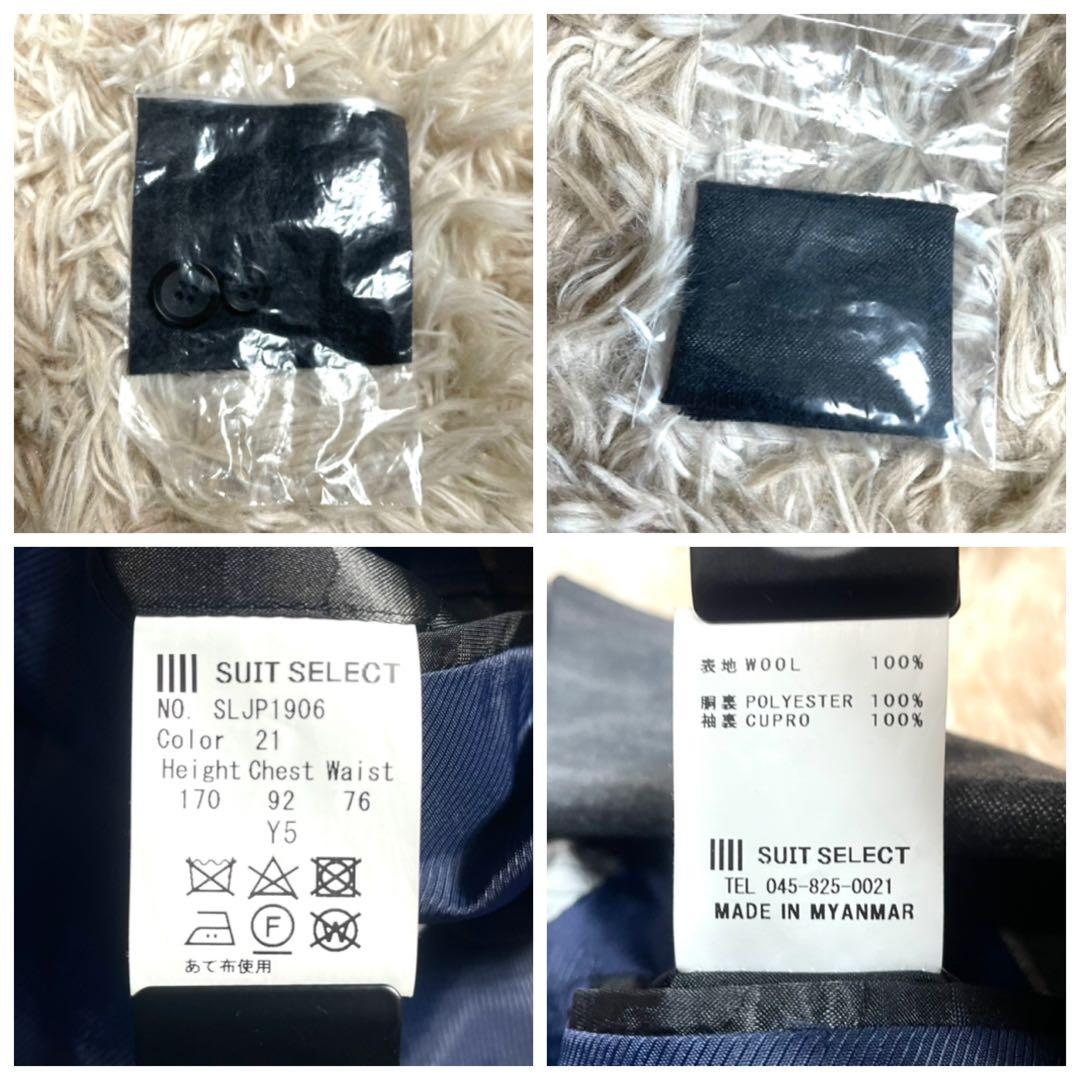 SUIT SELECT
NO. SLJP1906
Color 21
Height Chest Waist
170 92 76
Y5
F W
あて布使用
表地 WOOL 100%
胴裏 POLYESTER 100%
袖裏 CUPRO 100%
SUIT SELECT
TEL 045-825-0021
MADE IN MYANMAR